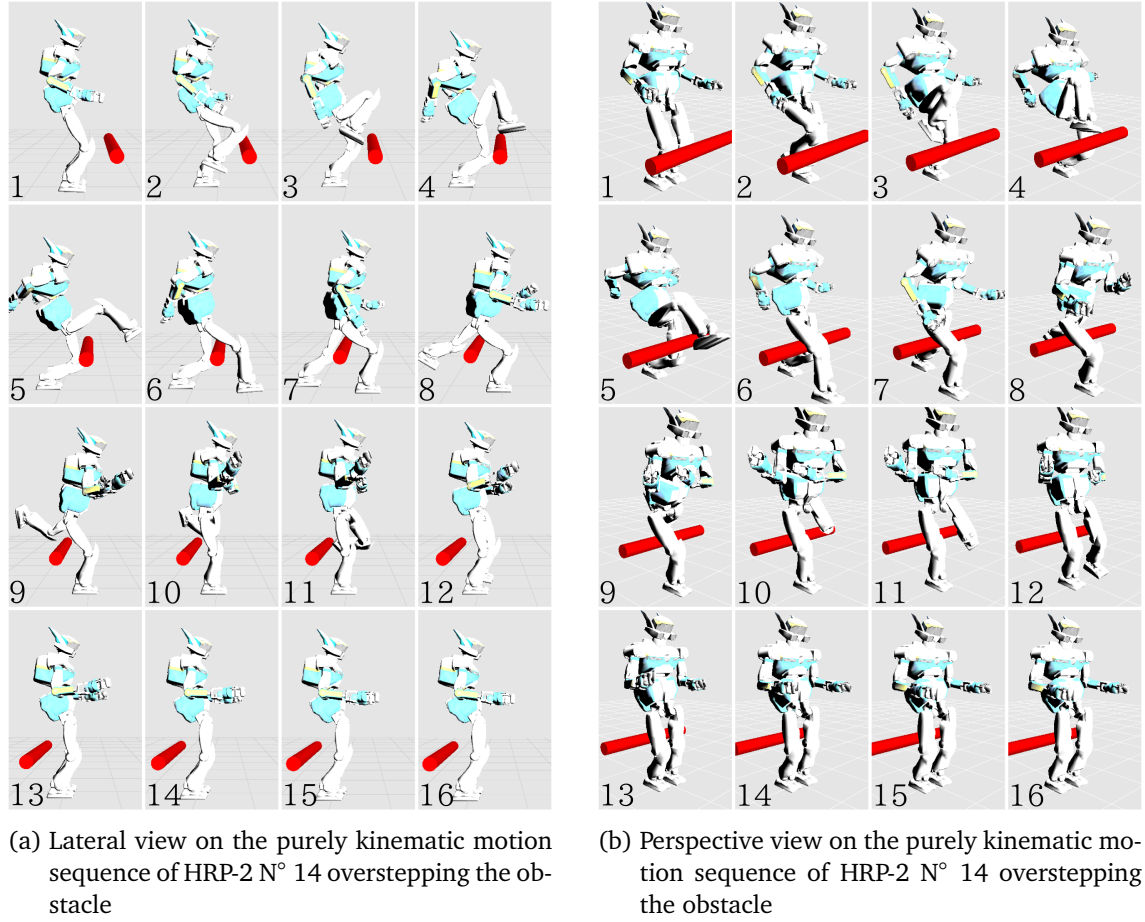 1 2 3 4
5 6 7 8
9 10 11 12
13 14 15 16
(a) Lateral view on the purely kinematic motion
sequence of HRP-2 N° 14 overstepping the ob-
stacle
1 2 3 4
5 6 7 8
9 10 11 12
13 14 15 16
(b) Perspective view on the purely kinematic mo-
tion sequence of HRP-2 N° 14 overstepping
the obstacle